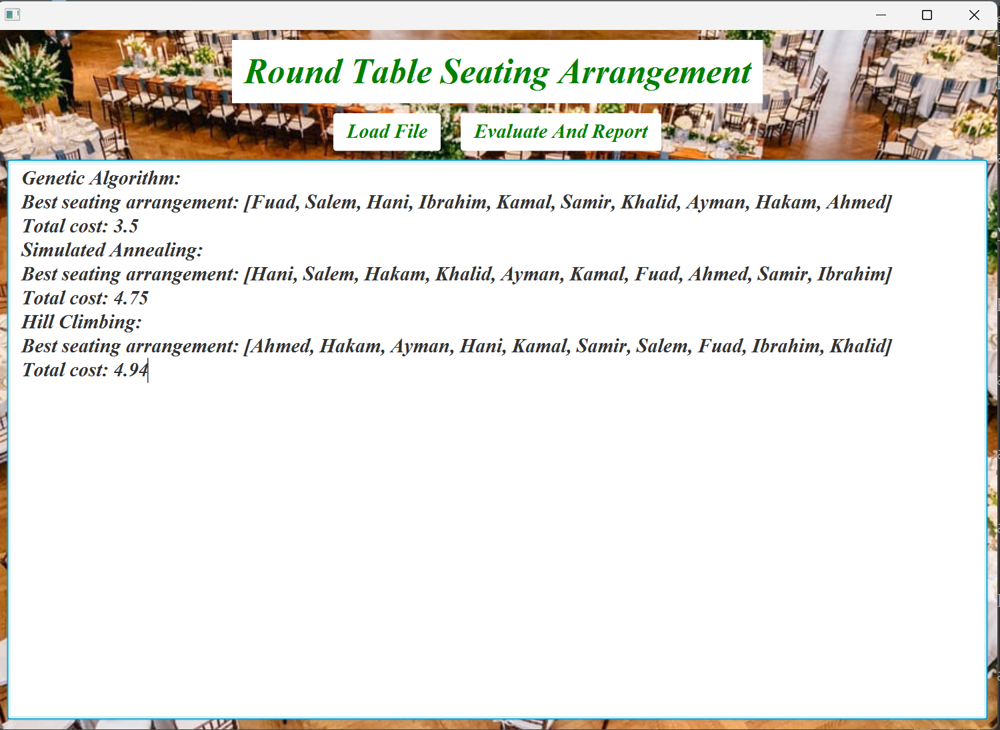 Round Table Seating Arrangement
Load File
Evaluate And Report
Genetic Algorithm:
Best seating arrangement: [Fuad, Salem, Hani, Ibrahim, Kamal, Samir, Khalid, Ayman, Hakam, Ahmed]
Total cost: 3.5
Simulated Annealing:
Best seating arrangement: [Hani, Salem, Hakam, Khalid, Ayman, Kamal, Fuad, Ahmed, Samir, Ibrahim]
Total cost: 4.75
Hill Climbing:
Best seating arrangement: [Ahmed, Hakam, Ayman, Hani, Kamal, Samir, Salem, Fuad, Ibrahim, Khalid]
Total cost: 4.94